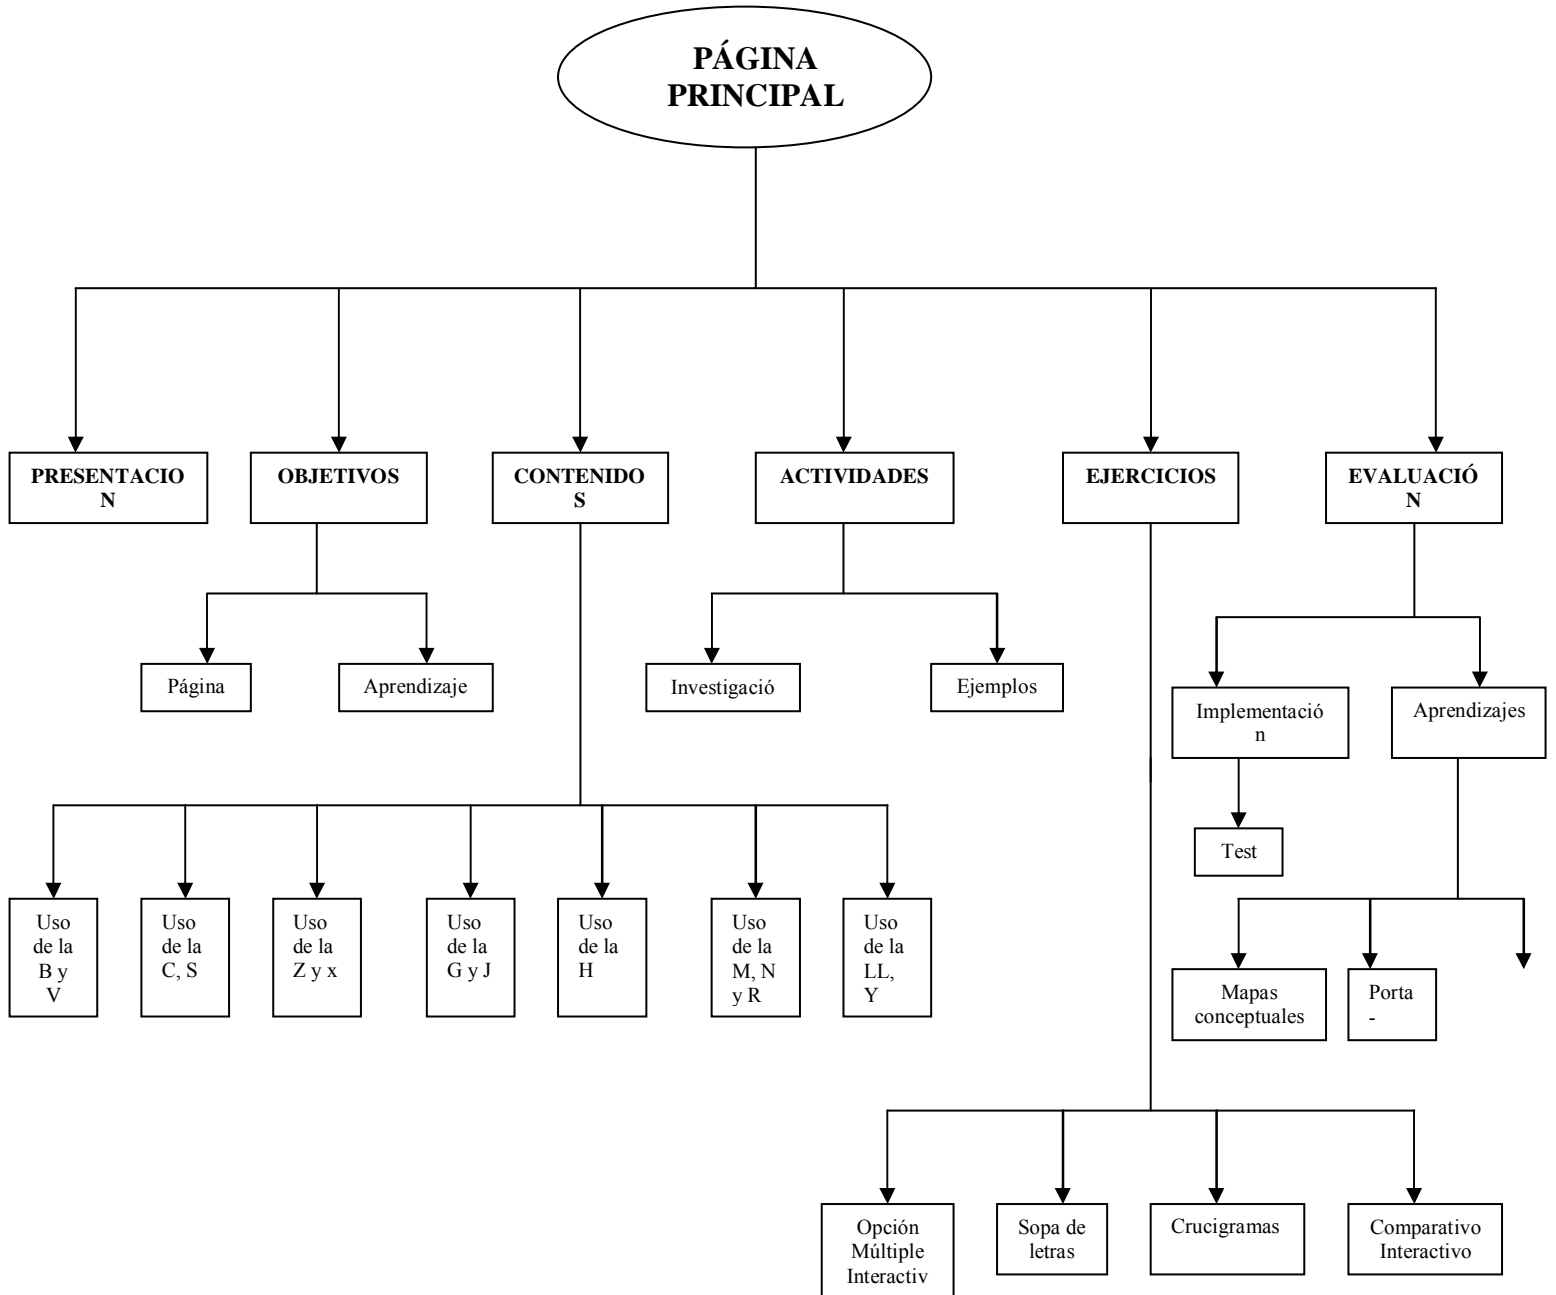 PÁGINA
PRINCIPAL
PRESENTACIO
N
OBJETIVOS
CONTENIDO
S
ACTIVIDADES
EJERCICIOS
EVALUACIÓ
N
Página
Aprendizaje
Investigació
Ejemplos
Implementació
n
Aprendizajes
Test
Uso
de la
B y
V
Uso
de la
C, S
Uso
de la
Z y x
Uso
de la
G y J
Uso
de la
H
Uso
de la
M, N
y R
Uso
de la
LL,
Y
Mapas
conceptuales
Porta
-
Opción
Múltiple
Interactiv
Sopa de
letras
Crucigramas
Comparativo
Interactivo